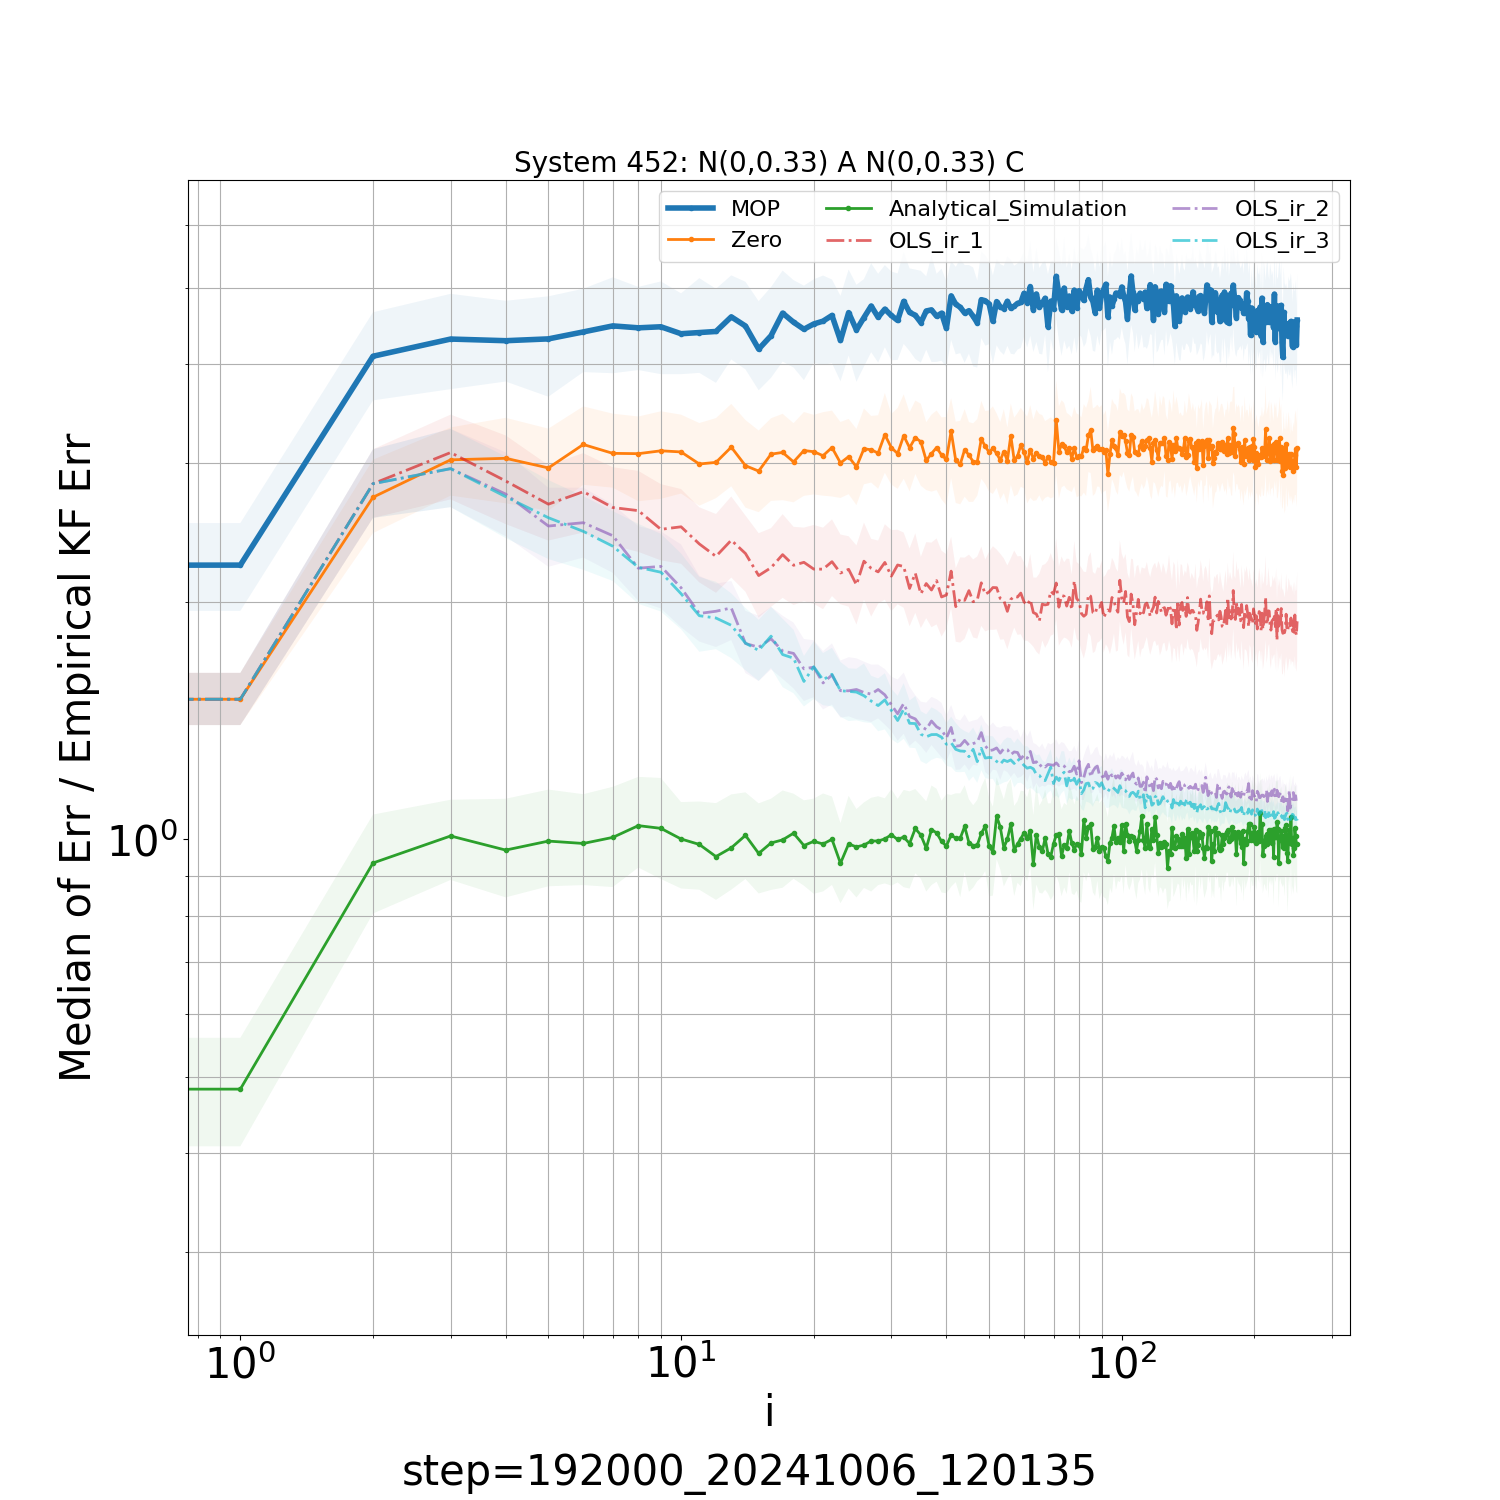 System 452: N(0,0.33) A N(0,0.33) C
MOP
Zero
Analytical_Simulation
OLS_ir_1
OLS_ir_2
OLS_ir_3
Median of Err / Empirical KF Err
10⁰
10⁰ 10¹ 10²
i
step=192000_20241006_120135